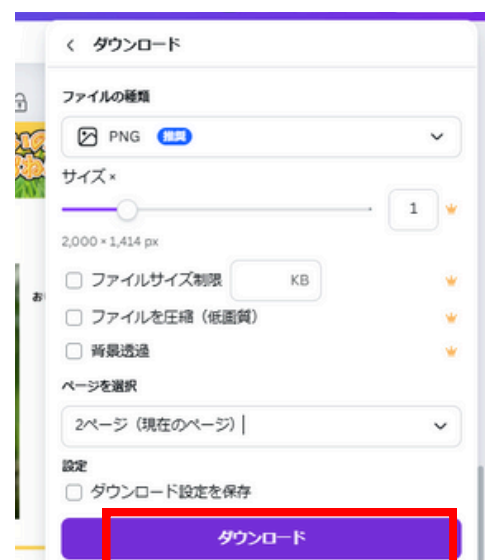 ダウンロード
ファイルの種類
PNG 推奨
サイズ ×
1
2,000 × 1,414 px
ファイルサイズ制限 KB
ファイルを圧縮（低画質）
背景透過
ページを選択
2ページ（現在のページ）
設定
ダウンロード設定を保存
ダウンロード